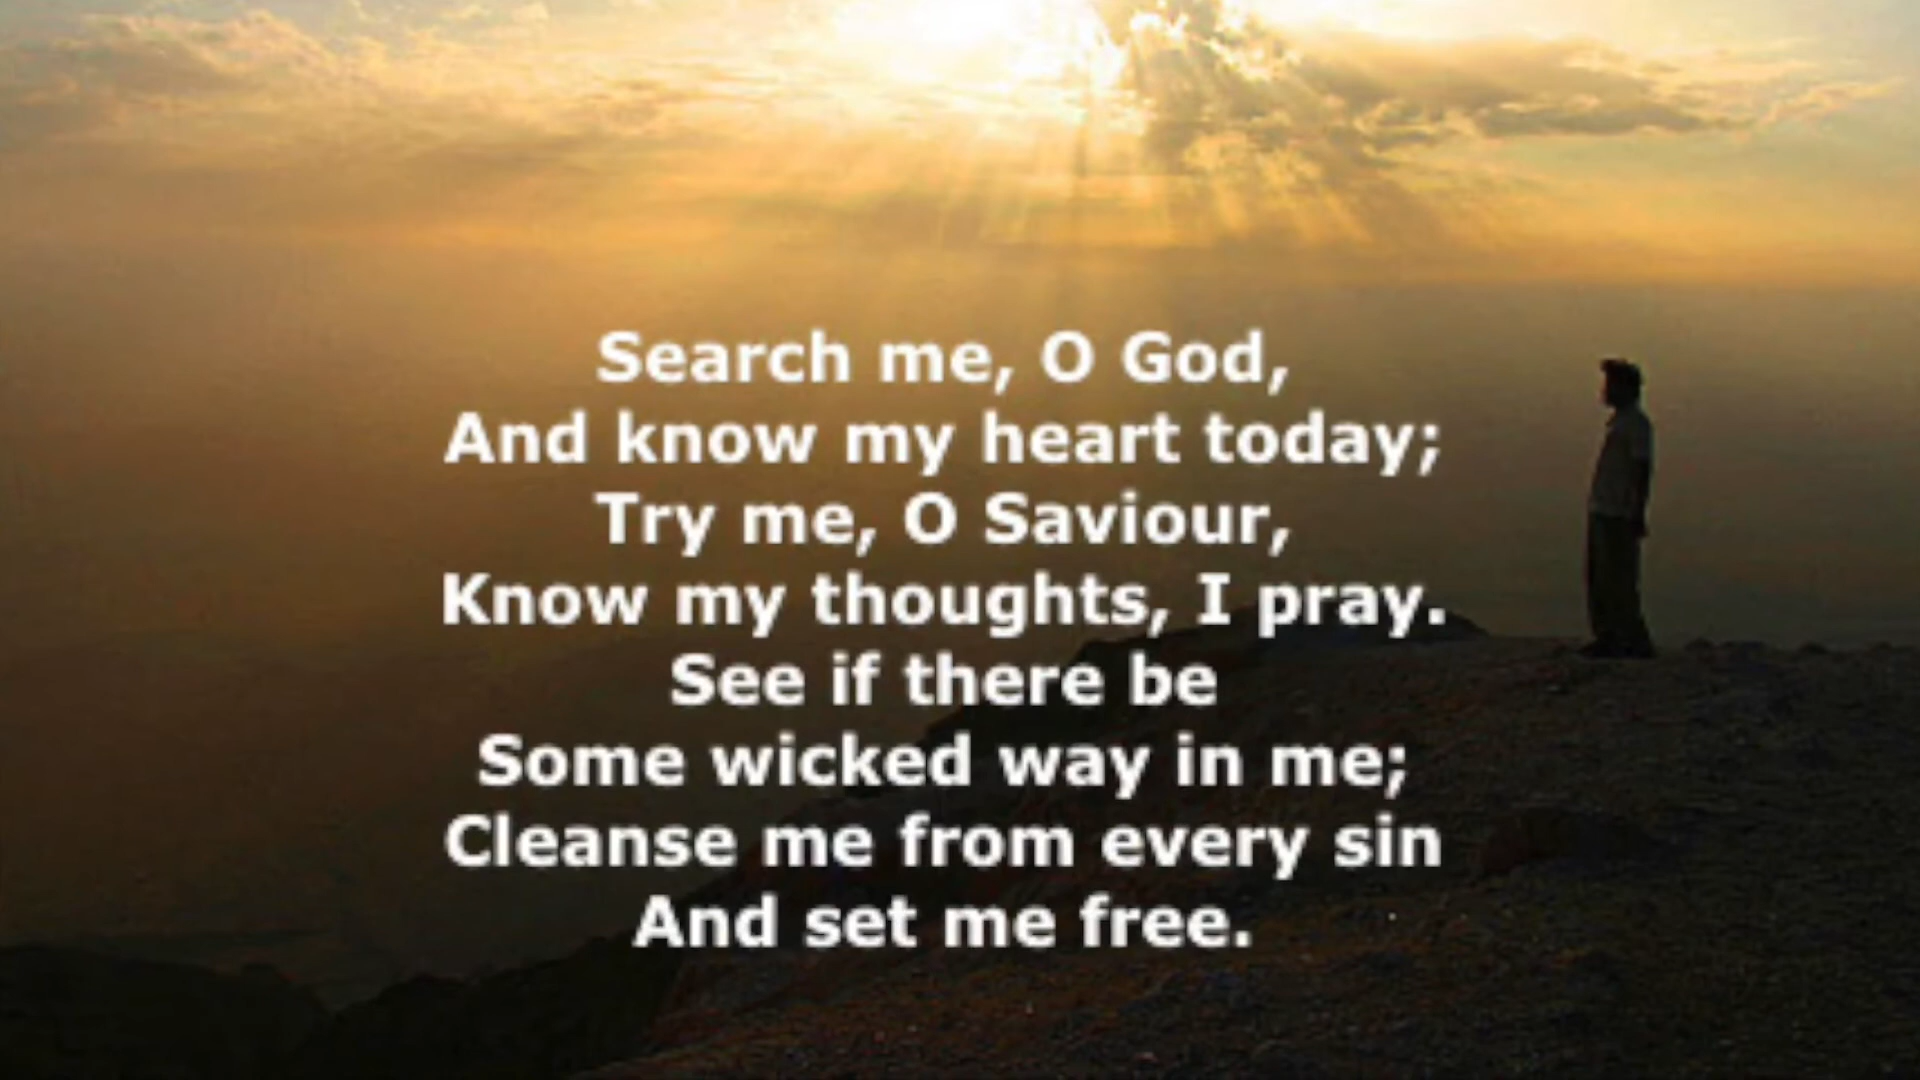 Search me, O God,
And know my heart today;
Try me, O Saviour,
Know my thoughts, I pray.
See if there be
Some wicked way in me;
Cleanse me from every sin
And set me free.